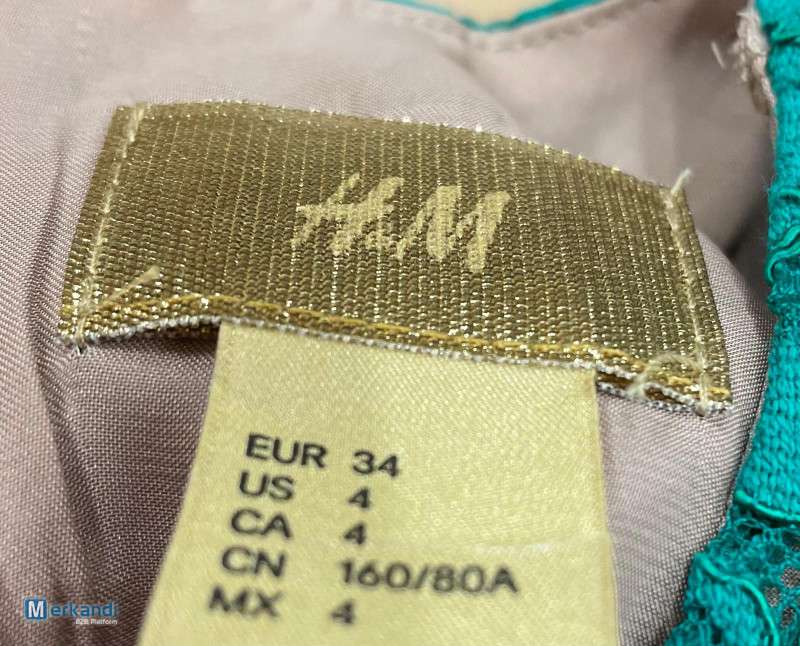 H&M
EUR 34
US 4
CA 4
CN 160/80A
MX 4
Merkandi
B2B Platform